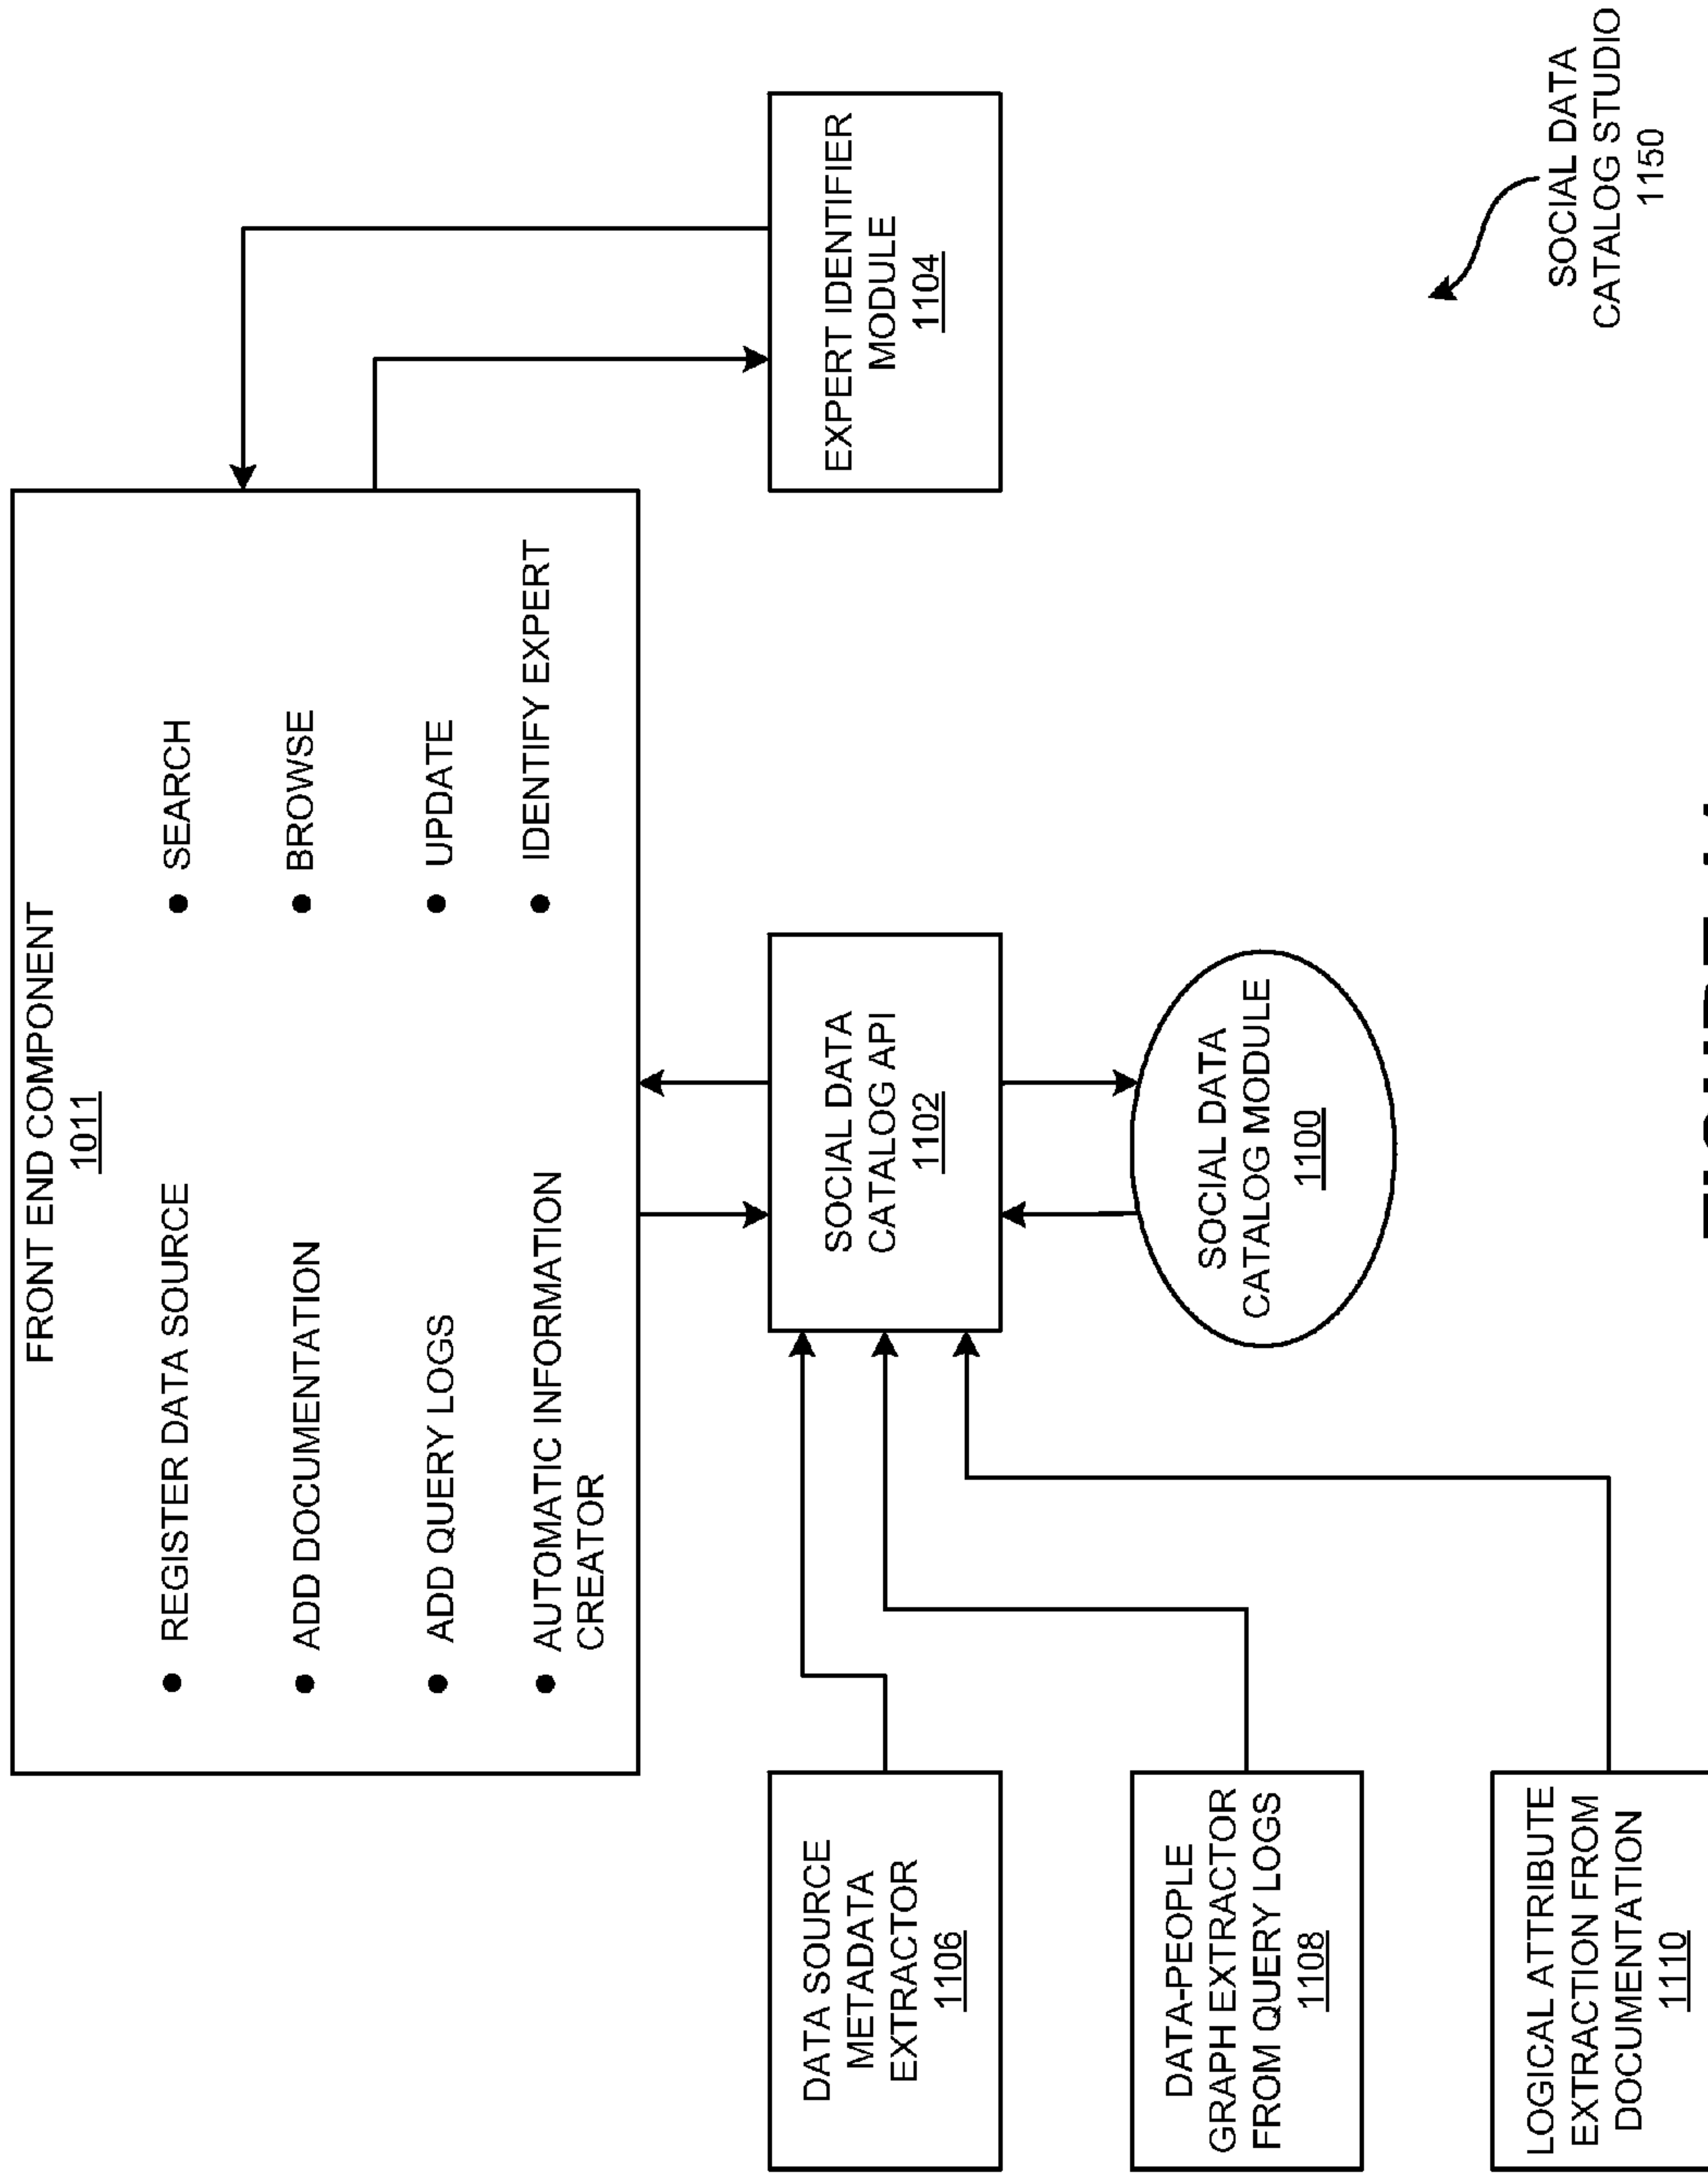 FRONT END COMPONENT
1011
● REGISTER DATA SOURCE
● ADD DOCUMENTATION
● ADD QUERY LOGS
● AUTOMATIC INFORMATION
CREATOR
● SEARCH
● BROWSE
● UPDATE
● IDENTIFY EXPERT
DATA SOURCE
METADATA
EXTRACTOR
1106
SOCIAL DATA
CATALOG API
1102
EXPERT IDENTIFIER
MODULE
1104
DATA-PEOPLE
GRAPH EXTRACTOR
FROM QUERY LOGS
1108
SOCIAL DATA
CATALOG MODULE
1100
LOGICAL ATTRIBUTE
EXTRACTION FROM
DOCUMENTATION
1110
SOCIAL DATA
CATALOG STUDIO
1150